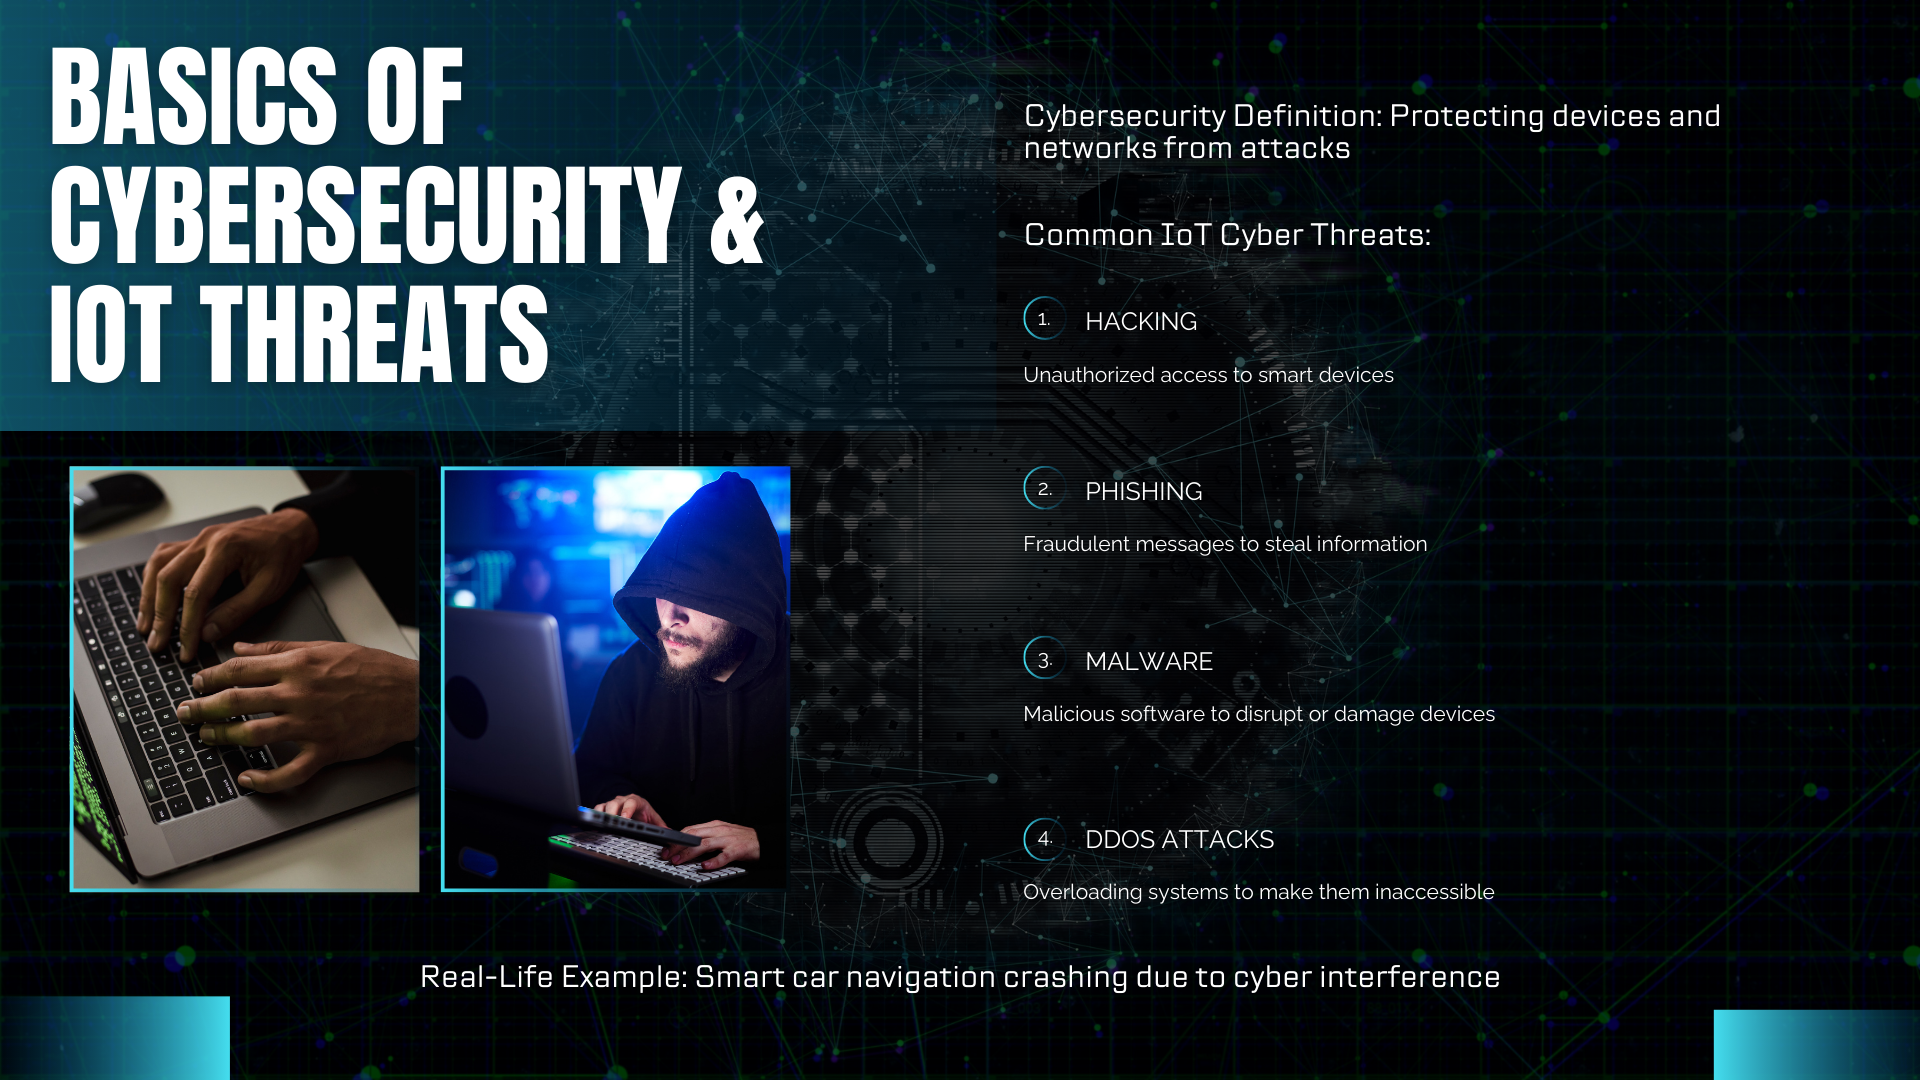 BASICS OF
CYBERSECURITY &
IOT THREATS
Cybersecurity Definition: Protecting devices and
networks from attacks
Common IoT Cyber Threats:
1. HACKING
Unauthorized access to smart devices
2. PHISHING
Fraudulent messages to steal information
3. MALWARE
Malicious software to disrupt or damage devices
4. DDOS ATTACKS
Overloading systems to make them inaccessible
Real-Life Example: Smart car navigation crashing due to cyber interference